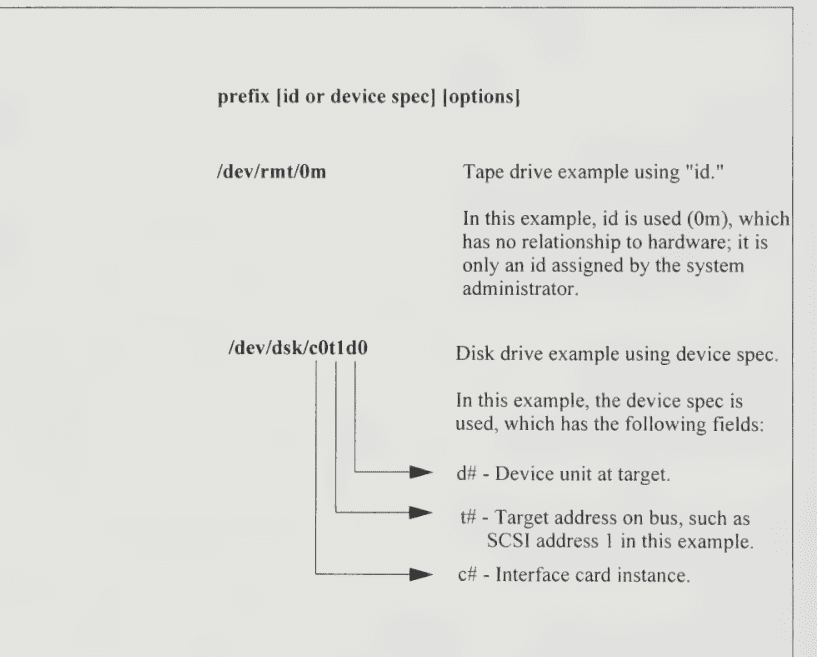 prefix [id or device spec] [options]
/dev/rmt/0m
Tape drive example using "id."
In this example, id is used (0m), which
has no relationship to hardware; it is
only an id assigned by the system
administrator.
/dev/dsk/c0t1d0
Disk drive example using device spec.
In this example, the device spec is
used, which has the following fields:
d# - Device unit at target.
t# - Target address on bus, such as
SCSI address 1 in this example.
c# - Interface card instance.